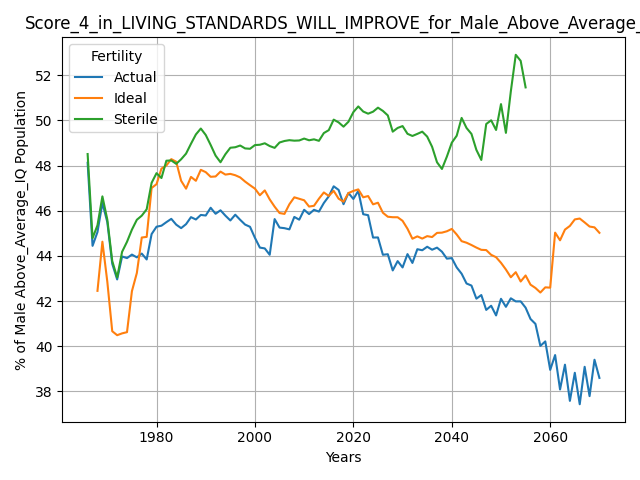 Score_4_in_LIVING_STANDARDS_WILL_IMPROVE_for_Male_Above_Average_
Fertility
Actual
Ideal
Sterile
% of Male Above_Average_IQ Population
52
50
48
46
44
42
40
38
1980
2000
2020
2040
2060
Years